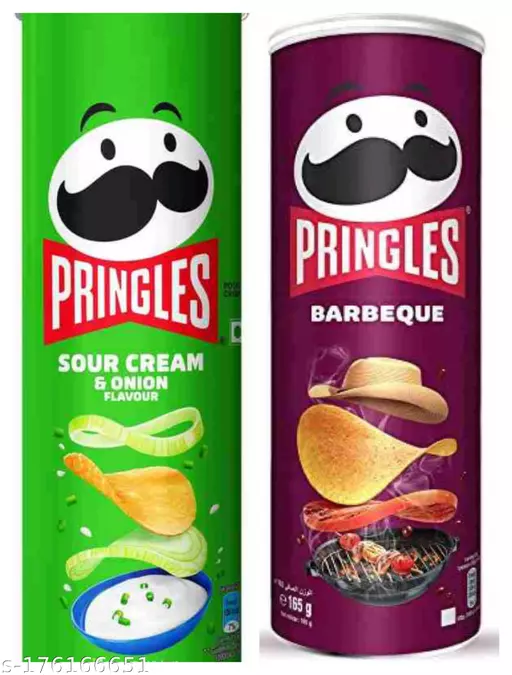 PRINGLES
SOUR CREAM
& ONION
FLAVOUR
PRINGLES
BARBEQUE
℮ 165 g
s-176166651